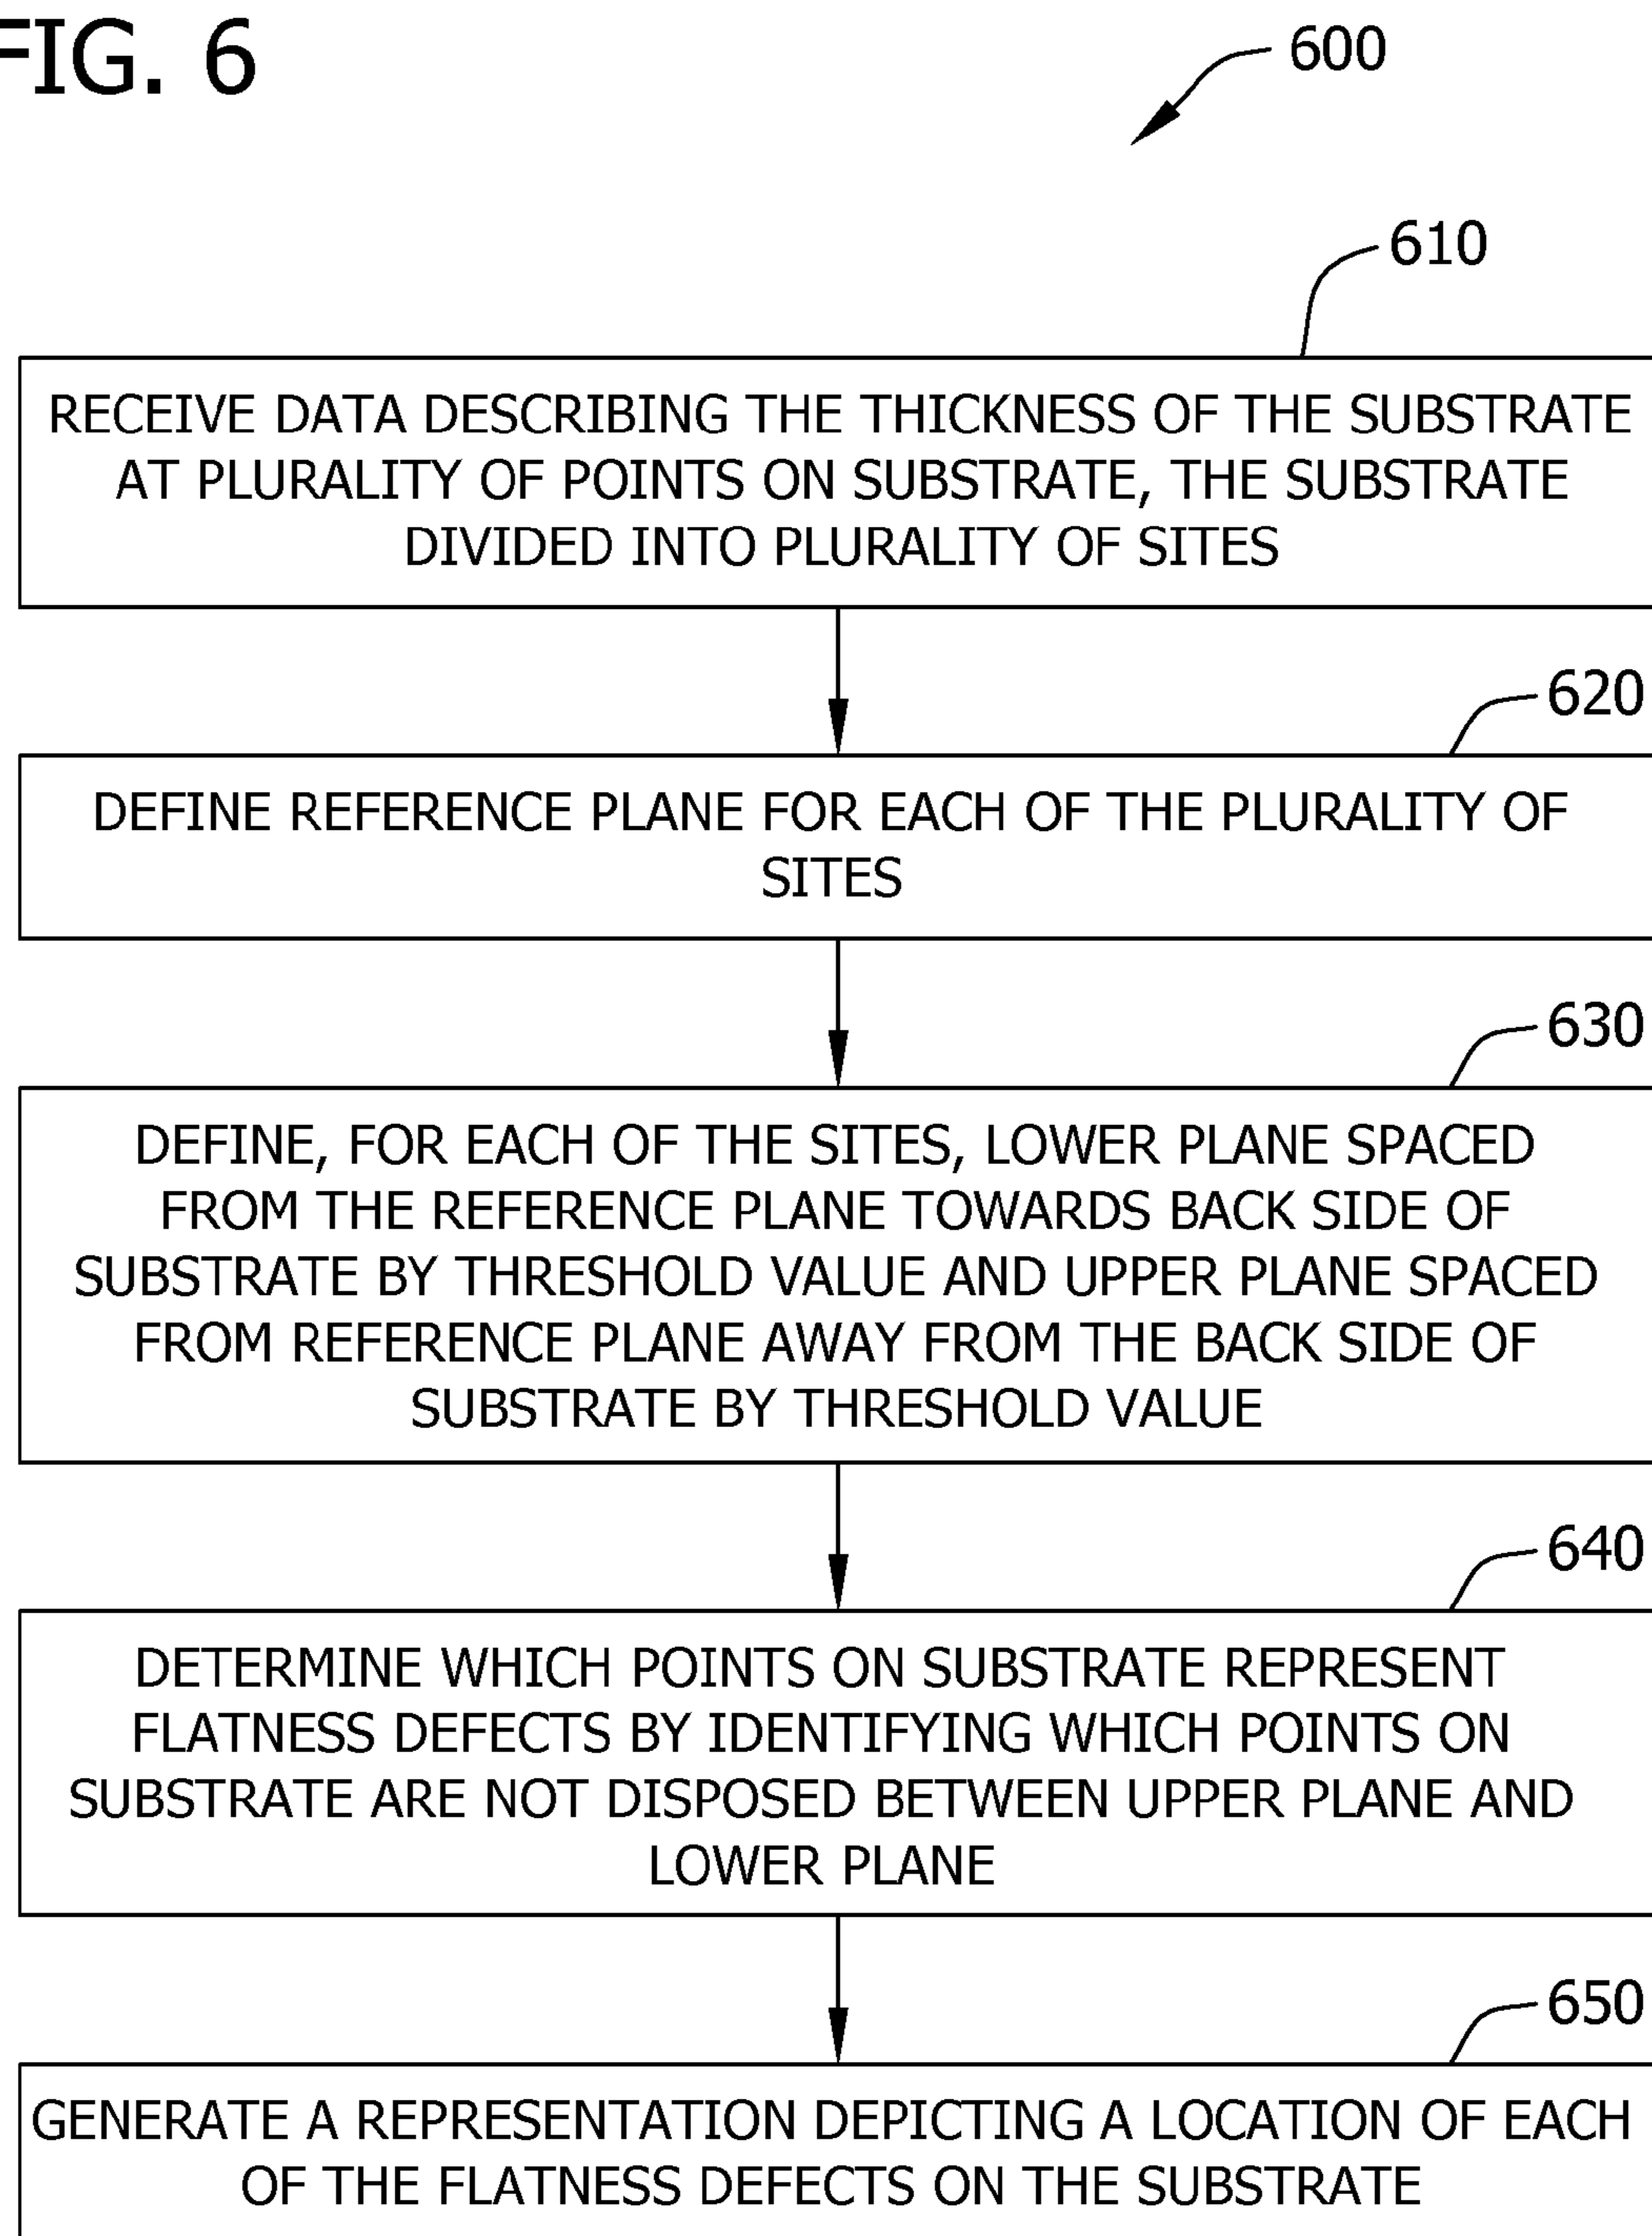 FIG. 6
600
610
RECEIVE DATA DESCRIBING THE THICKNESS OF THE SUBSTRATE
AT PLURALITY OF POINTS ON SUBSTRATE, THE SUBSTRATE
DIVIDED INTO PLURALITY OF SITES
620
DEFINE REFERENCE PLANE FOR EACH OF THE PLURALITY OF
SITES
630
DEFINE, FOR EACH OF THE SITES, LOWER PLANE SPACED
FROM THE REFERENCE PLANE TOWARDS BACK SIDE OF
SUBSTRATE BY THRESHOLD VALUE AND UPPER PLANE SPACED
FROM REFERENCE PLANE AWAY FROM THE BACK SIDE OF
SUBSTRATE BY THRESHOLD VALUE
640
DETERMINE WHICH POINTS ON SUBSTRATE REPRESENT
FLATNESS DEFECTS BY IDENTIFYING WHICH POINTS ON
SUBSTRATE ARE NOT DISPOSED BETWEEN UPPER PLANE AND
LOWER PLANE
650
GENERATE A REPRESENTATION DEPICTING A LOCATION OF EACH
OF THE FLATNESS DEFECTS ON THE SUBSTRATE